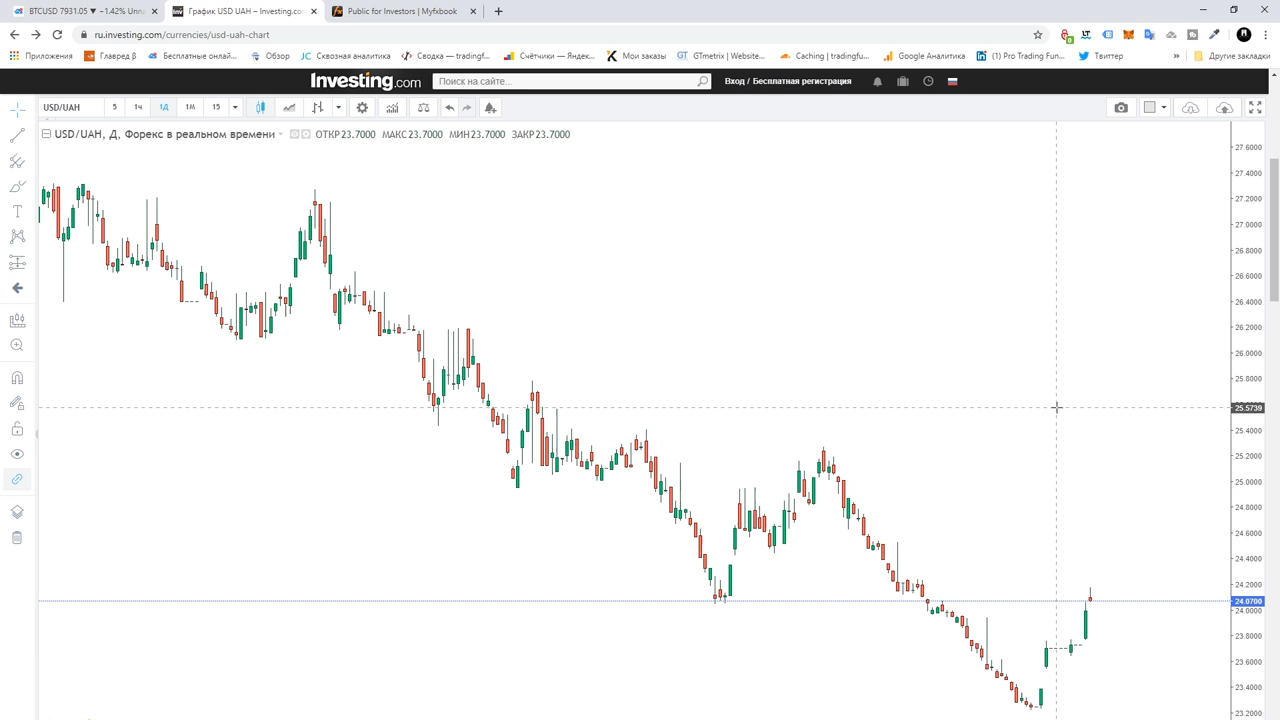 BTCUSD 7931.05 ▼ −1.42% Unna
График USD UAH – Investing.com
Public for Investors | Myfxbook
ru.investing.com/currencies/usd-uah-chart
Приложения
Главред β
Бесплатные онлай...
Обзор
Сквозная аналитика
Сводка — tradingf...
Счётчики — Яндекс...
Мои заказы
GTmetrix | Website...
Caching | tradingfu...
Google Аналитика
(1) Pro Trading Fun...
Твиттер
»
Другие закладки
Investing.com
Поиск на сайте...
Вход / Бесплатная регистрация
USD/UAH
5
1ч
1Д
1М
15
USD/UAH, Д, Форекс в реальном времени
ОТКР 23.7000 МАКС 23.7000 МИН 23.7000 ЗАКР 23.7000
27.6000
27.4000
27.2000
27.0000
26.8000
26.6000
26.4000
26.2000
26.0000
25.8000
25.5739
25.4000
25.2000
25.0000
24.8000
24.6000
24.4000
24.2000
24.0700
24.0000
23.8000
23.6000
23.4000
23.2000